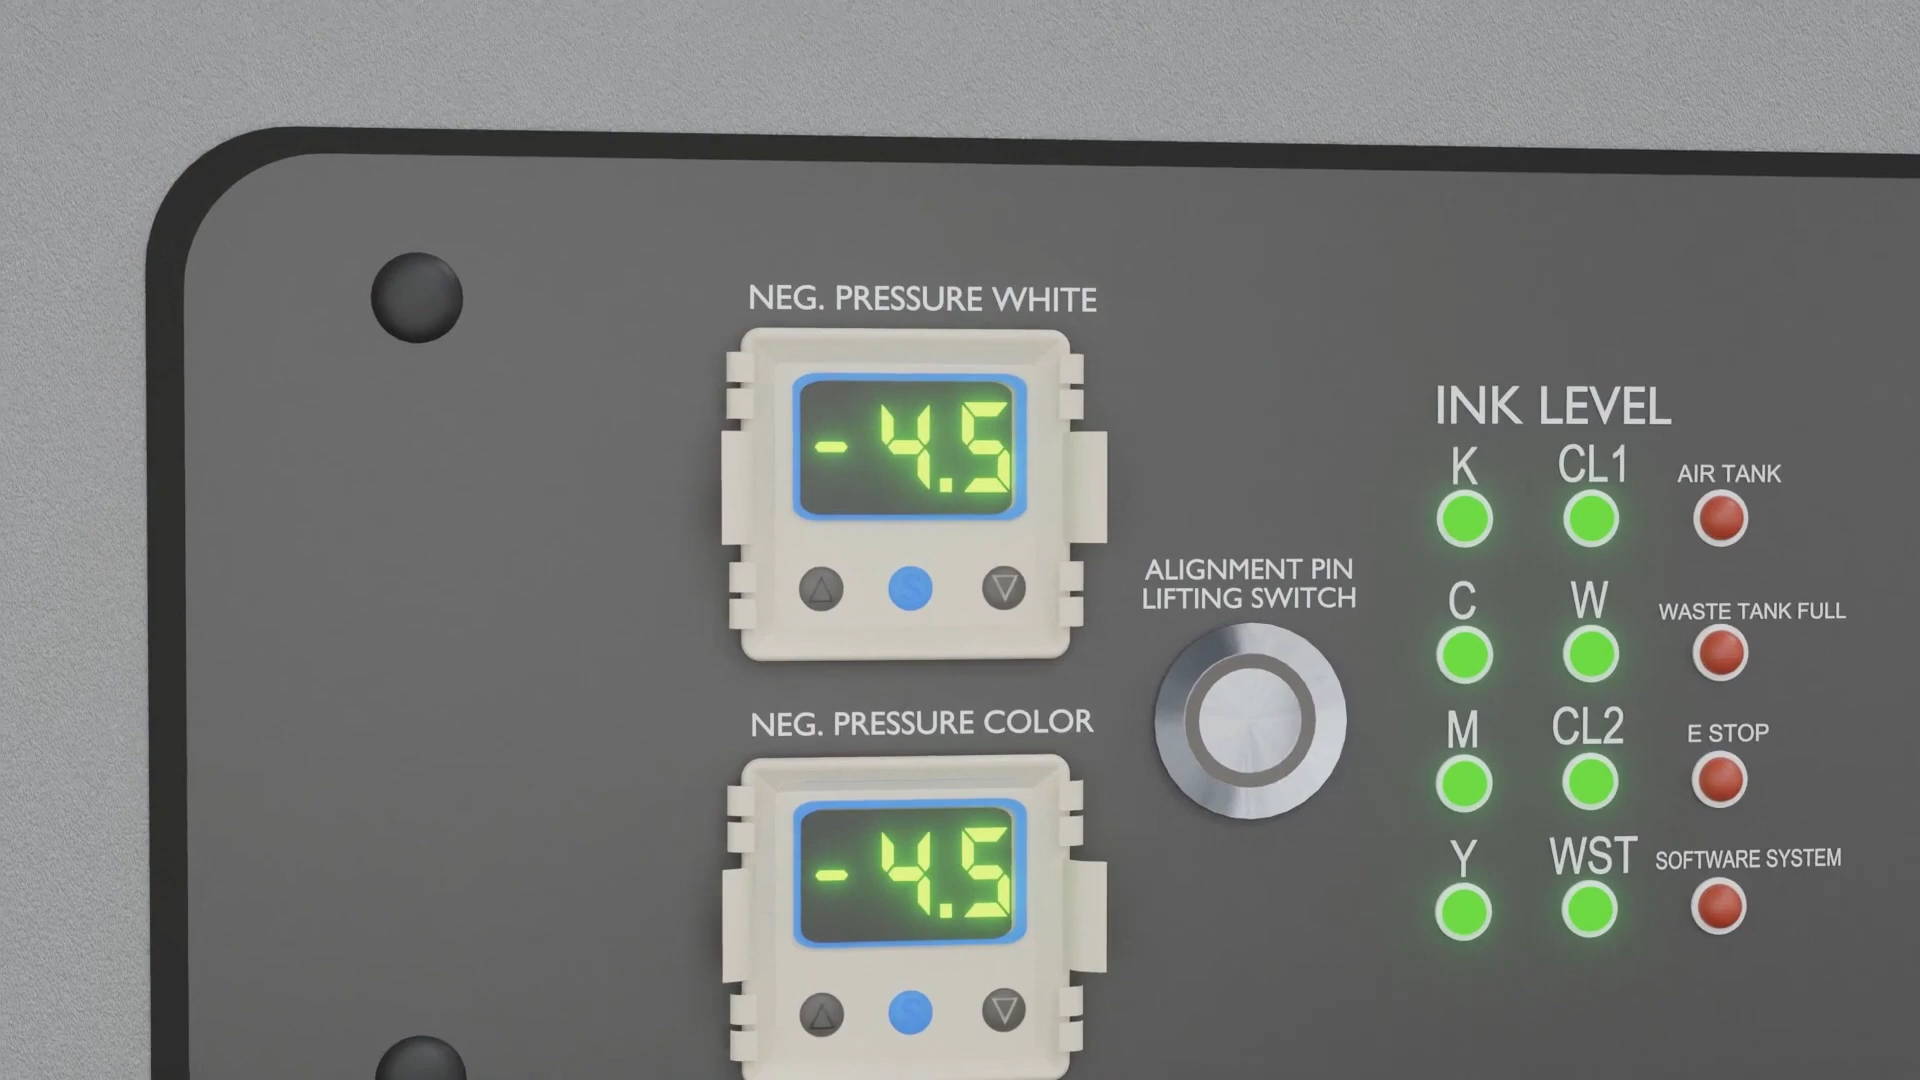 NEG. PRESSURE WHITE
- 4.5
S
NEG. PRESSURE COLOR
- 4.5
S
ALIGNMENT PIN
LIFTING SWITCH
INK LEVEL
K CL1 AIR TANK
C W WASTE TANK FULL
M CL2 E STOP
Y WST SOFTWARE SYSTEM